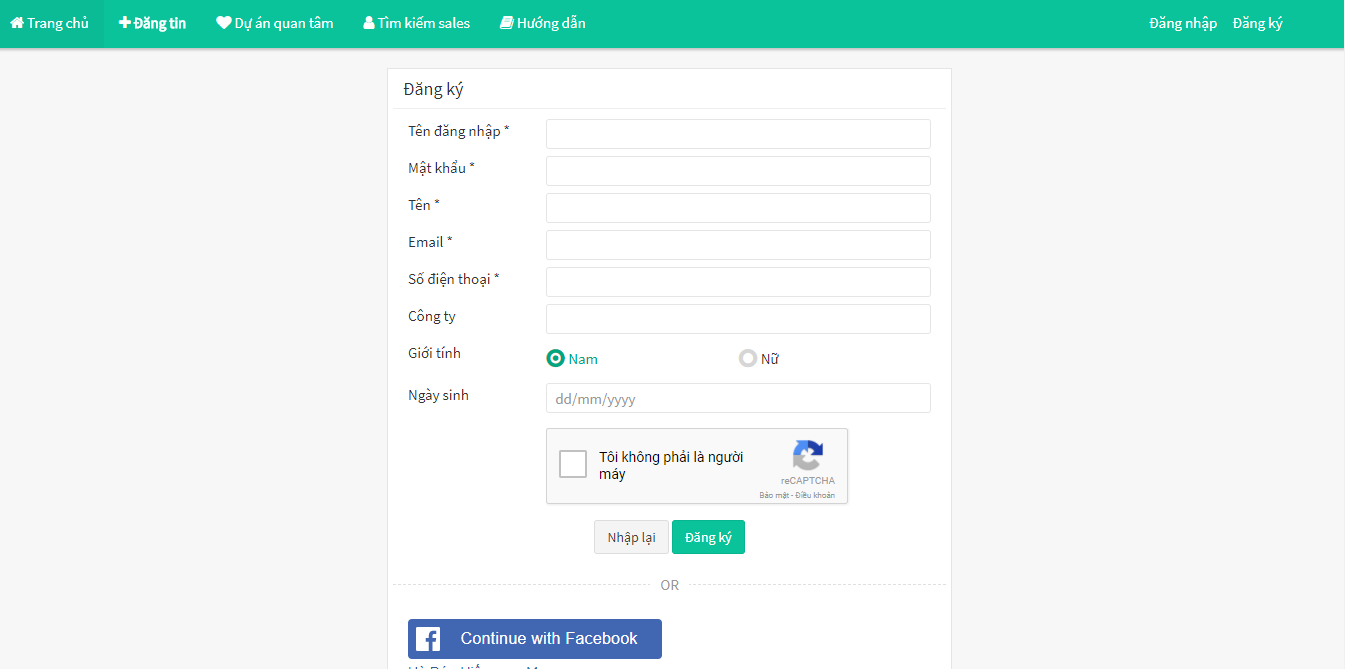 Trang chủ Đăng tin Dự án quan tâm Tìm kiếm sales Hướng dẫn Đăng nhập Đăng ký
Đăng ký
Tên đăng nhập *
Mật khẩu *
Tên *
Email *
Số điện thoại *
Công ty
Giới tính Nam Nữ
Ngày sinh dd/mm/yyyy
Tôi không phải là người
máy
reCAPTCHA
Bảo mật - Điều khoản
Nhập lại Đăng ký
OR
Continue with Facebook